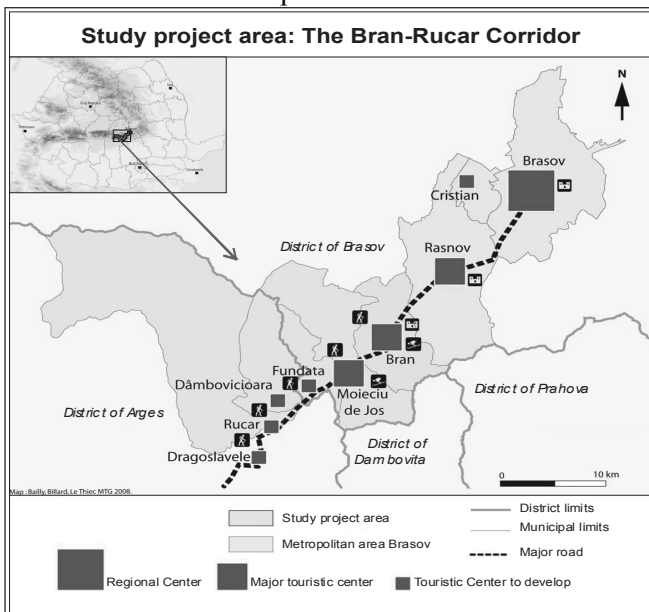 Study project area: The Bran-Rucar Corridor
N
Brasov
Cristian
District of Brasov
Rasnov
Bran
Fundata
Dâmbovicioara
Moieciu
de Jos
District of Prahova
District of Arges
Rucar
District of
Dambovita
Dragoslavele
0 10 km
Map : Bailly, Billard, Le Thiec MTG 2008.
Study project area
Metropolitan area Brasov
District limits
Municipal limits
Major road
Regional Center
Major touristic center
Touristic Center to develop